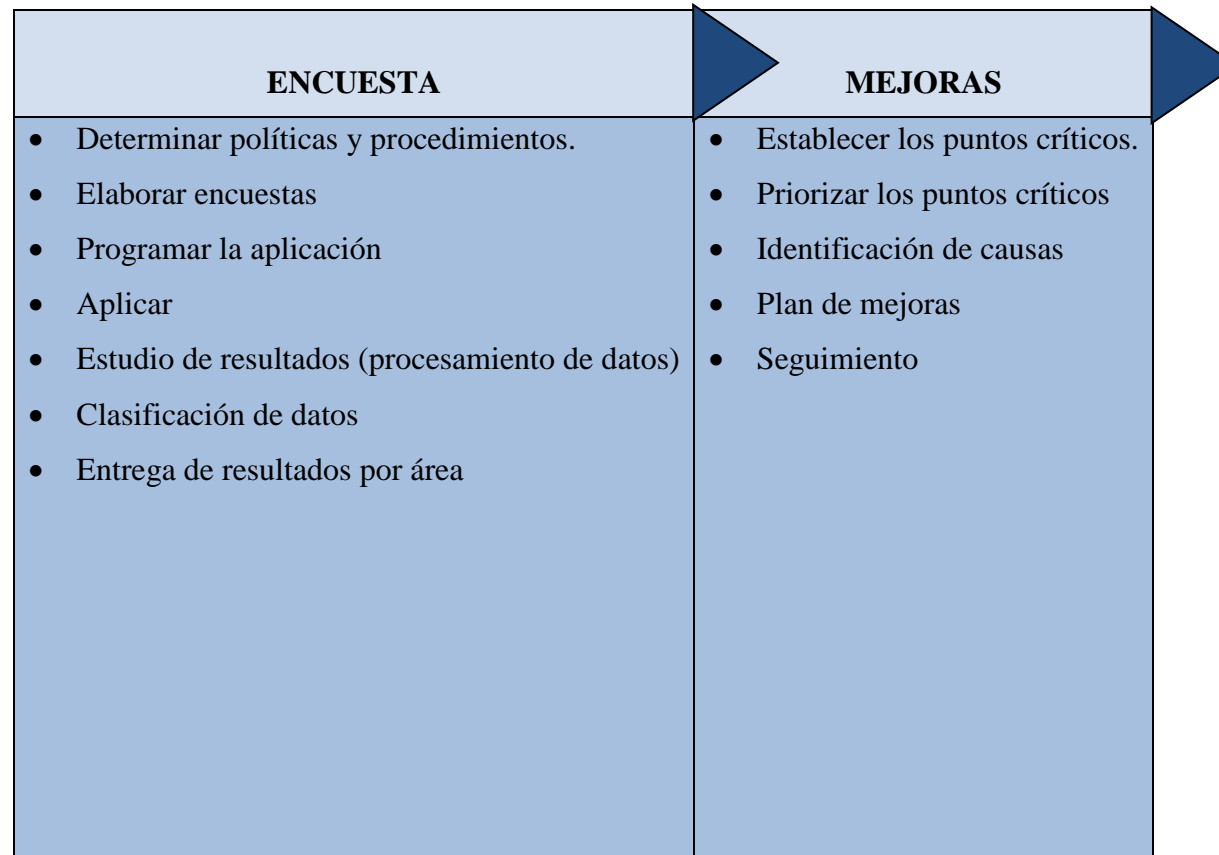 ENCUESTA
• Determinar políticas y procedimientos.
• Elaborar encuestas
• Programar la aplicación
• Aplicar
• Estudio de resultados (procesamiento de datos)
• Clasificación de datos
• Entrega de resultados por área
MEJORAS
• Establecer los puntos críticos.
• Priorizar los puntos críticos
• Identificación de causas
• Plan de mejoras
• Seguimiento